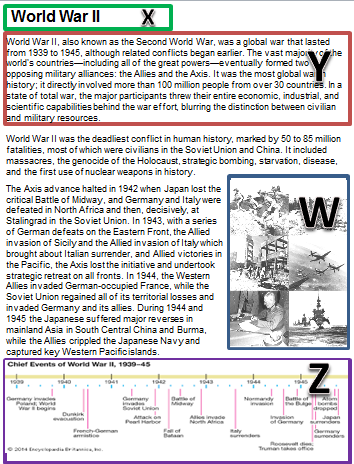 World War II X
World War II, also known as the Second World War, was a global war that lasted
from 1939 to 1945, although related conflicts began earlier. The vast majority of the
world's countries—including all of the great powers—eventually formed two
opposing military alliances: the Allies and the Axis. It was the most global war in
history; it directly involved more than 100 million people from over 30 countries. In a
state of total war, the major participants threw their entire economic, industrial, and
scientific capabilities behind the war effort, blurring the distinction between civilian
and military resources.
Y
World War II was the deadliest conflict in human history, marked by 50 to 85 million
fatalities, most of which were civilians in the Soviet Union and China. It included
massacres, the genocide of the Holocaust, strategic bombing, starvation, disease,
and the first use of nuclear weapons in history.
The Axis advance halted in 1942 when Japan lost the
critical Battle of Midway, and Germany and Italy were
defeated in North Africa and then, decisively, at
Stalingrad in the Soviet Union. In 1943, with a series
of German defeats on the Eastern Front, the Allied
invasion of Sicily and the Allied invasion of Italy which
brought about Italian surrender, and Allied victories in
the Pacific, the Axis lost the initiative and undertook
strategic retreat on all fronts. In 1944, the Western
Allies invaded German-occupied France, while the
Soviet Union regained all of its territorial losses and
invaded Germany and its allies. During 1944 and
1945 the Japanese suffered major reverses in
mainland Asia in South Central China and Burma,
while the Allies crippled the Japanese Navy and
captured key Western Pacific islands.
W
Chief Events of World War II, 1939–45
Z
1939 1940 1941 1942 1943 1944 1945
Germany invades Poland; World War II begins
Dunkirk evacuation
French-German armistice
Germany invades Soviet Union
Attack on Pearl Harbor
Battle of Midway
Fall of Bataan
Allies invade North Africa
Italy surrenders
Normandy invasion
Battle of the Bulge
Invasion of Germany
Roosevelt dies; Truman takes office
Germany surrenders
Atom bombs dropped
Japan surrenders
© 2014 Encyclopædia Britannica, Inc.